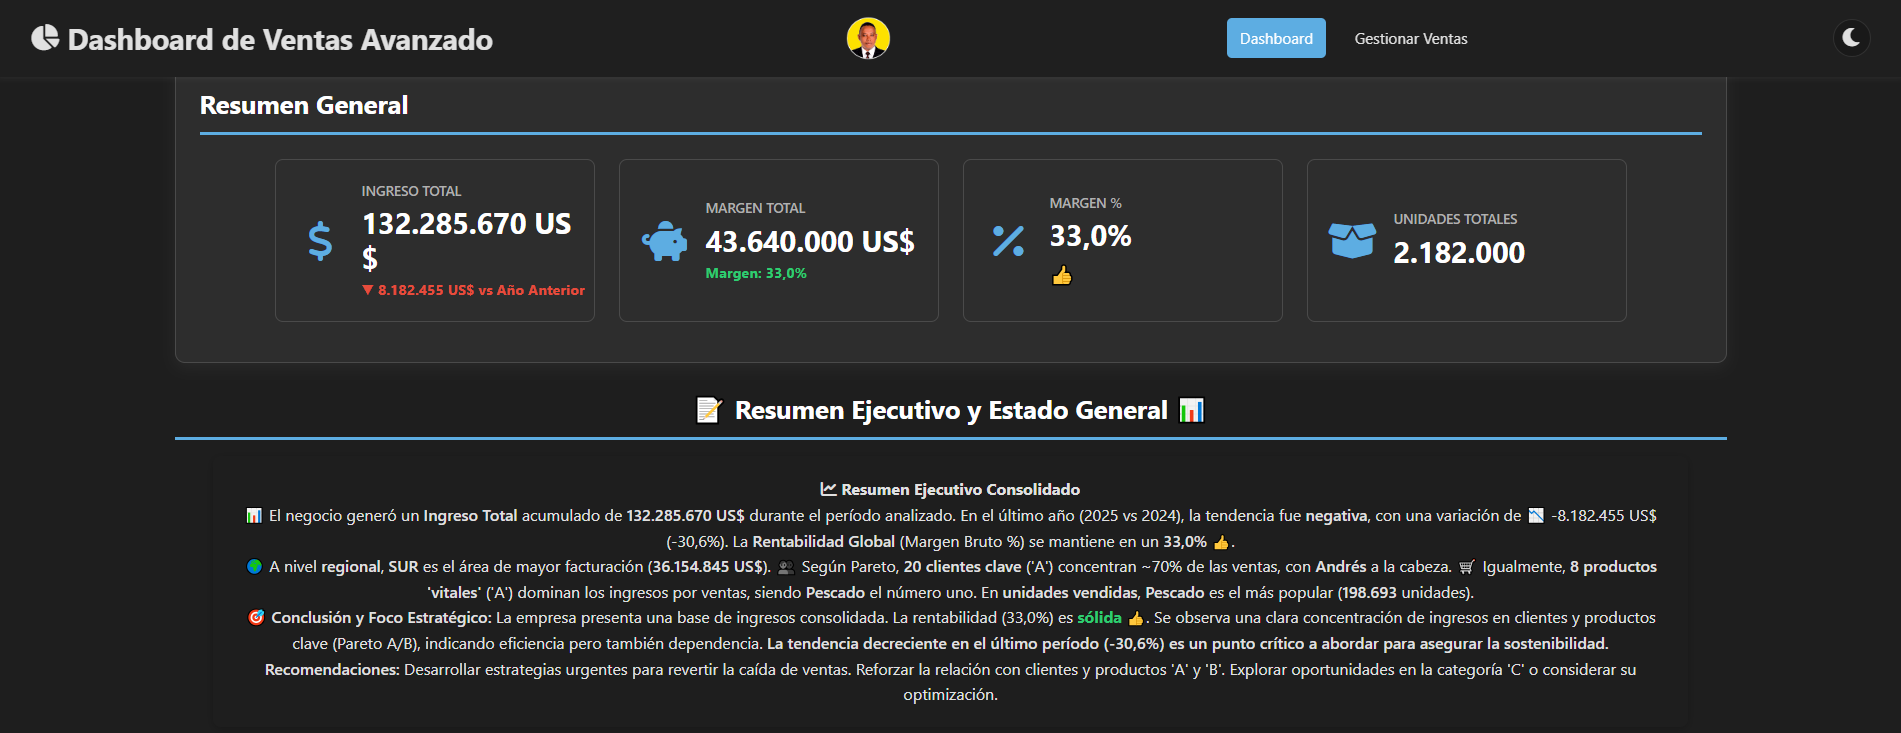 Dashboard de Ventas Avanzado
Dashboard
Gestionar Ventas
Resumen General
INGRESO TOTAL
132.285.670 US
$
▼ 8.182.455 US$ vs Año Anterior
MARGEN TOTAL
43.640.000 US$
Margen: 33,0%
MARGEN %
33,0%
👍
UNIDADES TOTALES
2.182.000
📝 Resumen Ejecutivo y Estado General 📊
Resumen Ejecutivo Consolidado
📊 El negocio generó un Ingreso Total acumulado de 132.285.670 US$ durante el período analizado. En el último año (2025 vs 2024), la tendencia fue negativa, con una variación de 📉 -8.182.455 US$
(-30,6%). La Rentabilidad Global (Margen Bruto %) se mantiene en un 33,0% 👍.
🌍 A nivel regional, SUR es el área de mayor facturación (36.154.845 US$). 👥 Según Pareto, 20 clientes clave ('A') concentran ~70% de las ventas, con Andrés a la cabeza. 🛒 Igualmente, 8 productos
'vitales' ('A') dominan los ingresos por ventas, siendo Pescado el número uno. En unidades vendidas, Pescado es el más popular (198.693 unidades).
🎯 Conclusión y Foco Estratégico: La empresa presenta una base de ingresos consolidada. La rentabilidad (33,0%) es sólida 👍. Se observa una clara concentración de ingresos en clientes y productos
clave (Pareto A/B), indicando eficiencia pero también dependencia. La tendencia decreciente en el último período (-30,6%) es un punto crítico a abordar para asegurar la sostenibilidad.
Recomendaciones: Desarrollar estrategias urgentes para revertir la caída de ventas. Reforzar la relación con clientes y productos 'A' y 'B'. Explorar oportunidades en la categoría 'C' o considerar su
optimización.